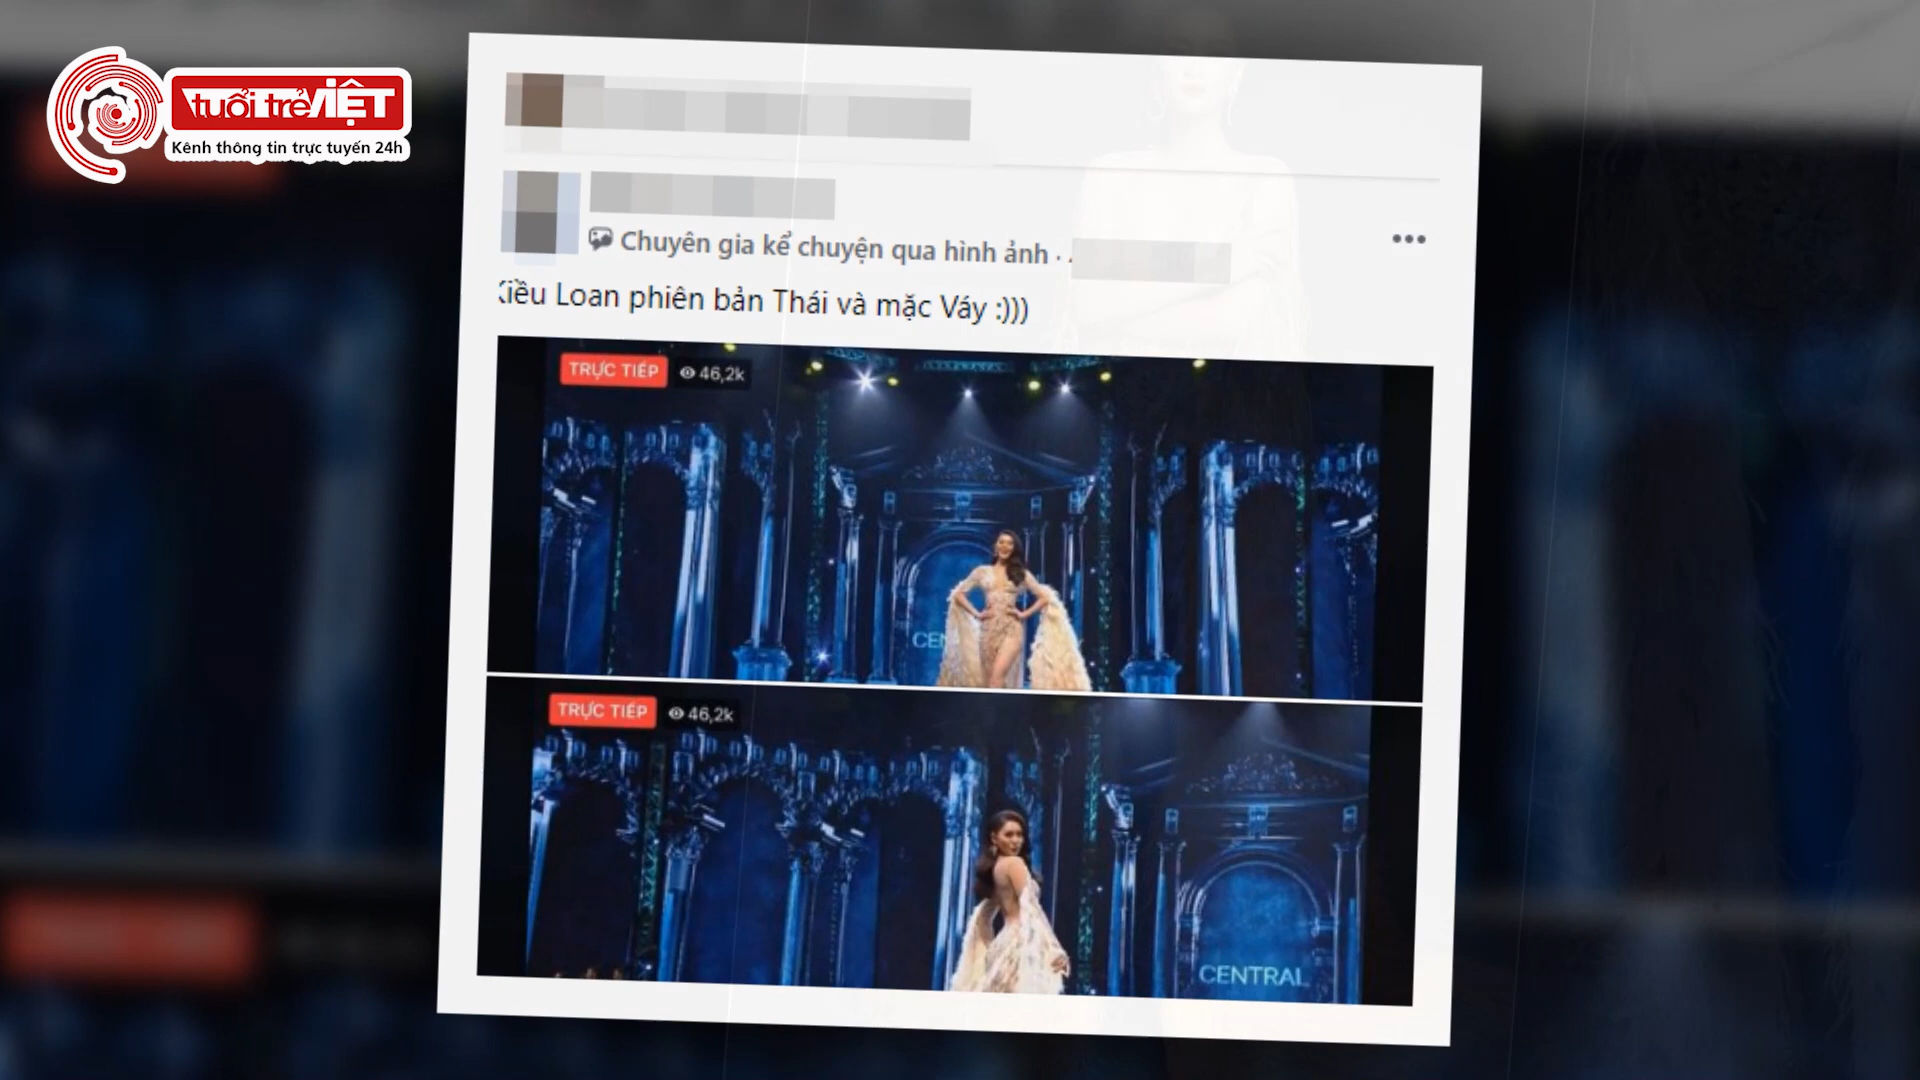 tuổi trẻ VIỆT
Kênh thông tin trực tuyến 24h
Chuyên gia kể chuyện qua hình ảnh ·
Kiều Loan phiên bản Thái và mặc Váy :)))
TRỰC TIẾP 46,2k
CEN
TRỰC TIẾP 46,2k
CENTRAL